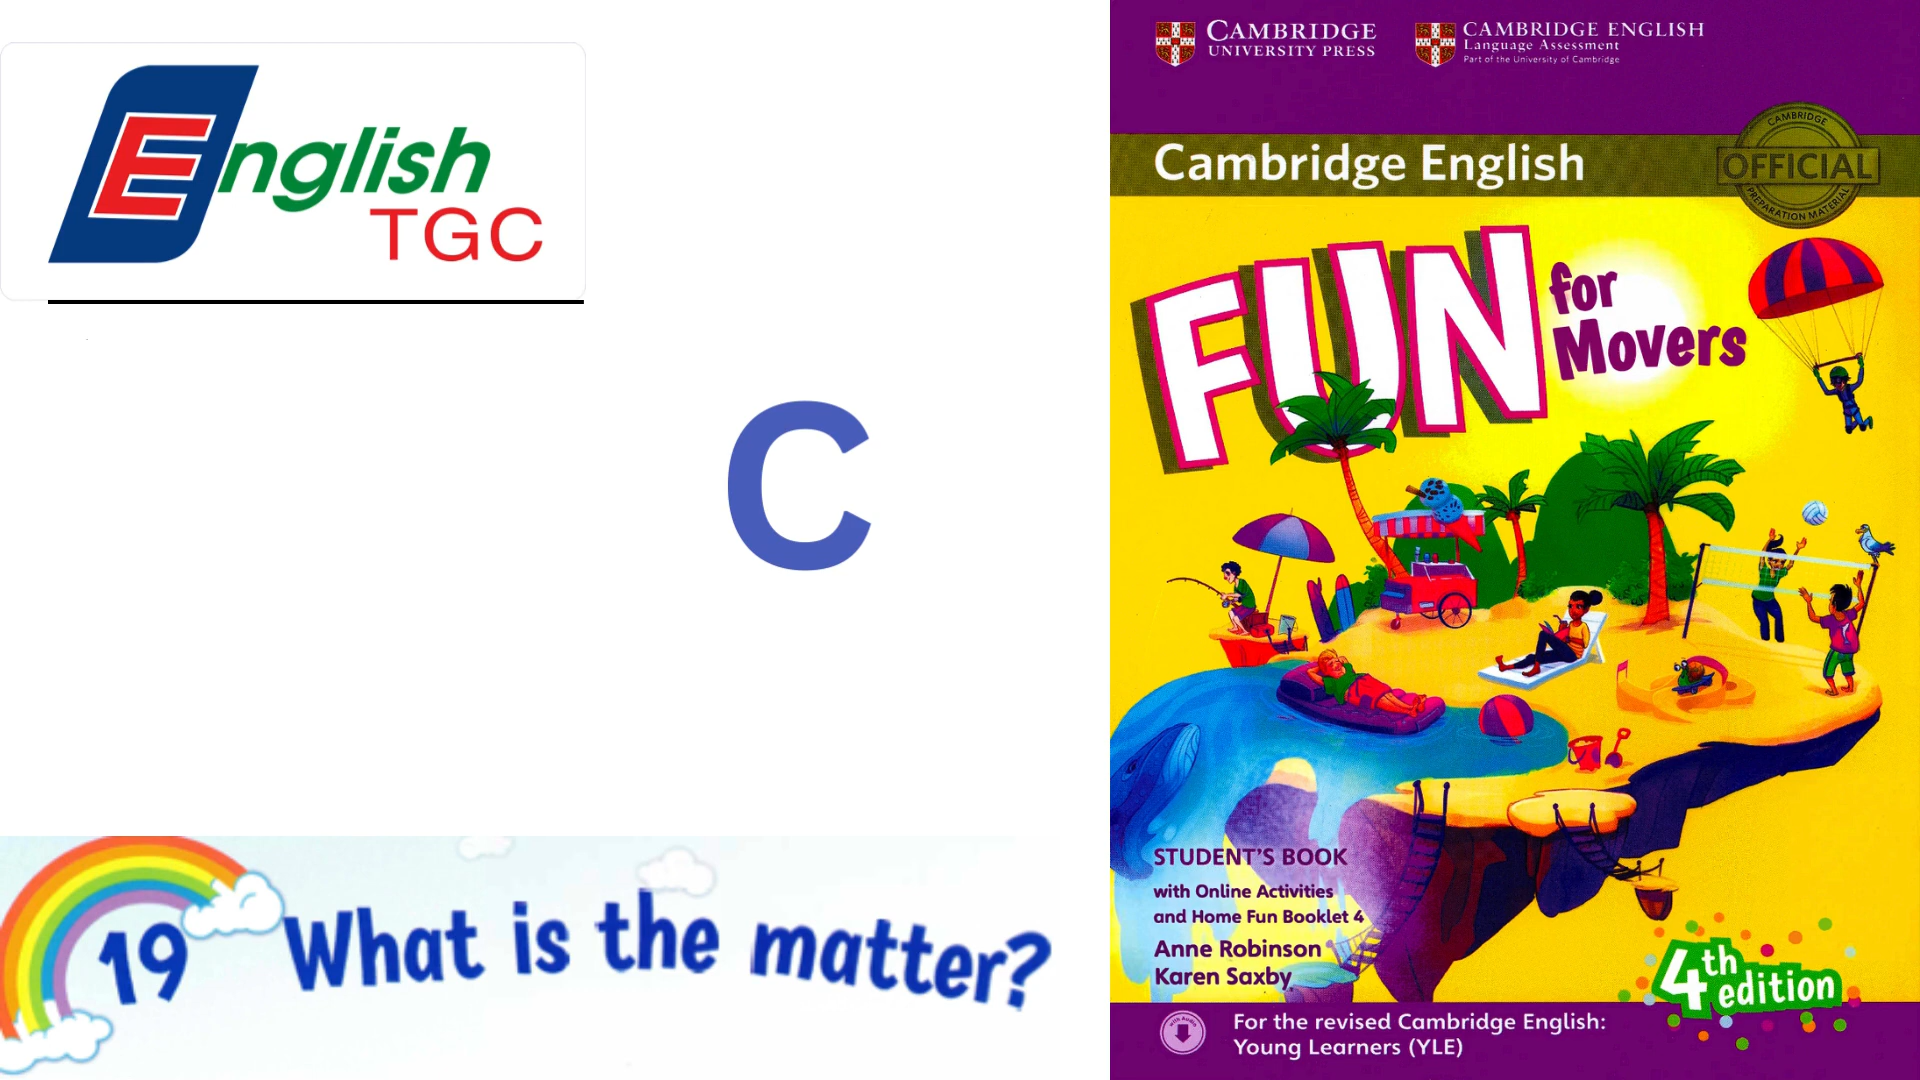 English
TGC
C
19 What is the matter?
CAMBRIDGE
UNIVERSITY PRESS
CAMBRIDGE ENGLISH
Language Assessment
Part of the University of Cambridge
Cambridge English
CAMBRIDGE
OFFICIAL
PREPARATION MATERIAL
FUN
for
Movers
STUDENT'S BOOK
with Online Activities
and Home Fun Booklet 4
Anne Robinson
Karen Saxby
4th
edition
with Audio
For the revised Cambridge English:
Young Learners (YLE)